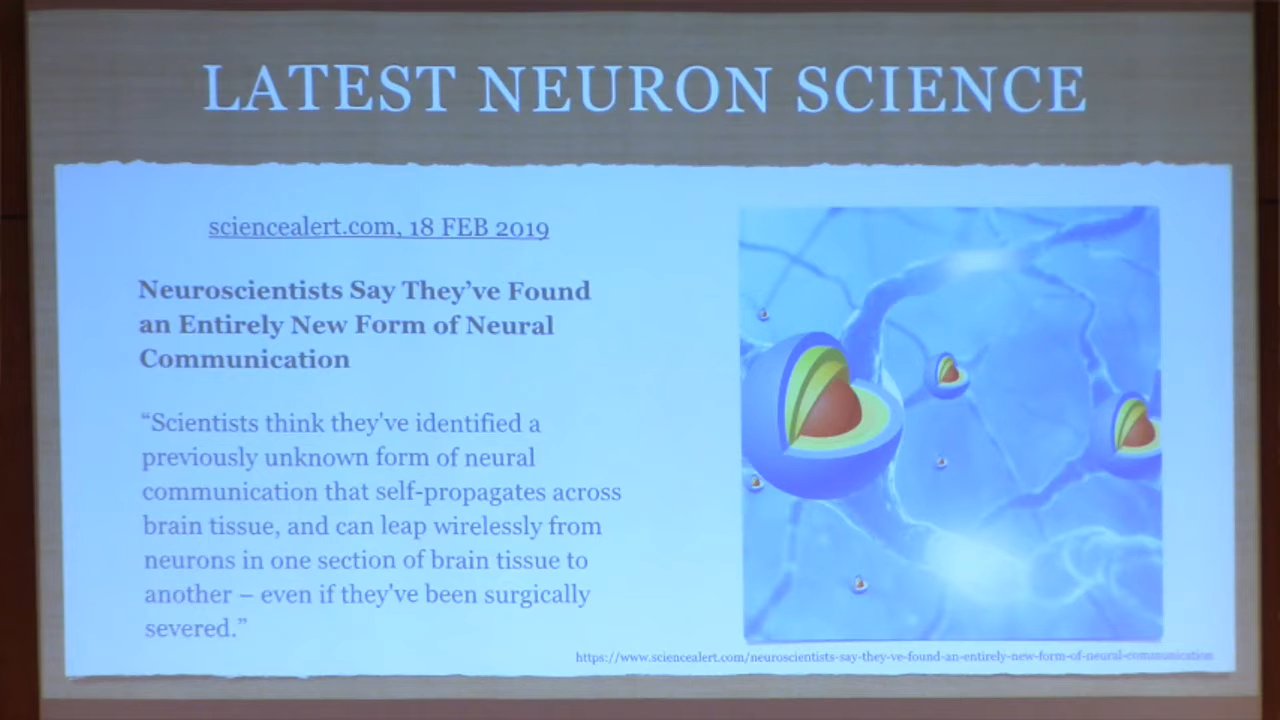 LATEST NEURON SCIENCE
sciencealert.com, 18 FEB 2019
Neuroscientists Say They’ve Found
an Entirely New Form of Neural
Communication
“Scientists think they've identified a
previously unknown form of neural
communication that self-propagates across
brain tissue, and can leap wirelessly from
neurons in one section of brain tissue to
another – even if they've been surgically
severed.”
https://www.sciencealert.com/neuroscientists-say-they-ve-found-an-entirely-new-form-of-neural-communication